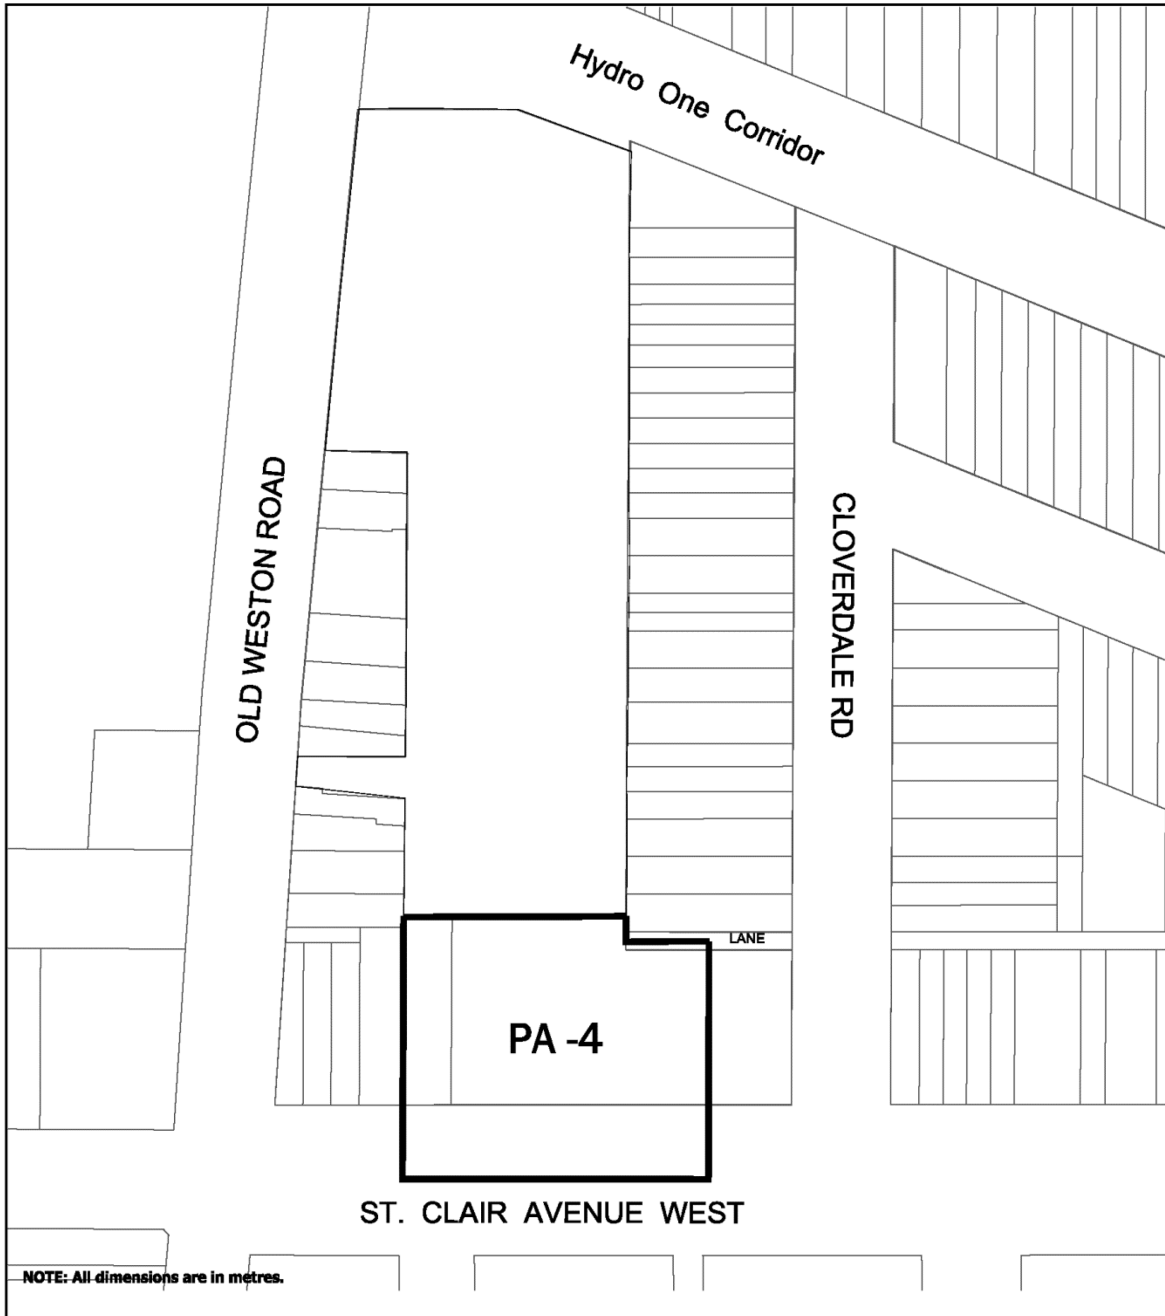 Hydro One Corridor
OLD WESTON ROAD
CLOVERDALE RD
LANE
PA -4
ST. CLAIR AVENUE WEST
NOTE: All dimensions are in metres.